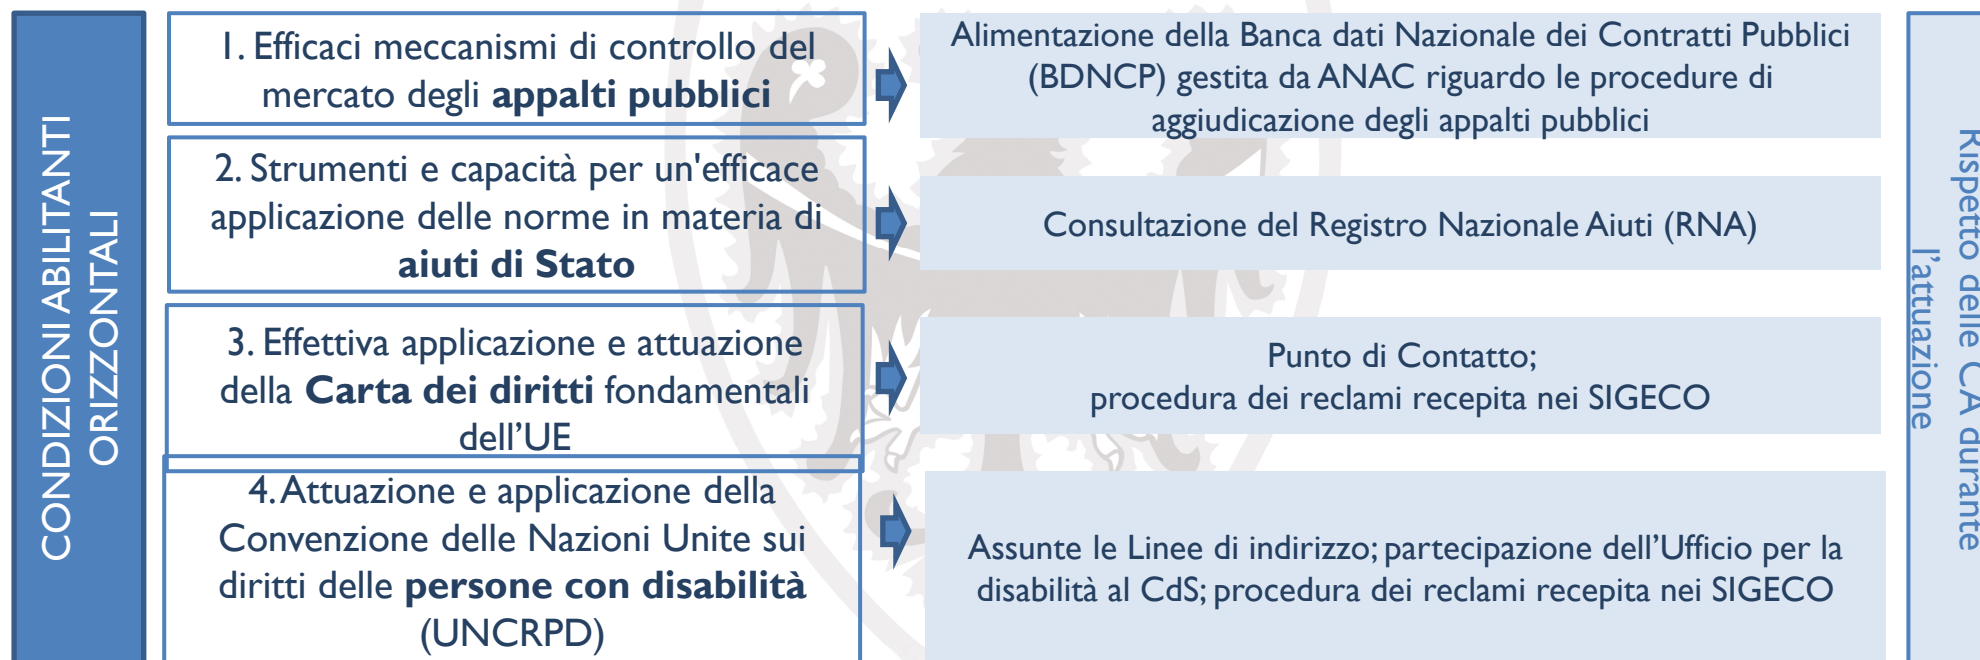 CONDIZIONI ABILITANTI
ORIZZONTALI
1. Efficaci meccanismi di controllo del
mercato degli appalti pubblici
Alimentazione della Banca dati Nazionale dei Contratti Pubblici
(BDNCP) gestita da ANAC riguardo le procedure di
aggiudicazione degli appalti pubblici
2. Strumenti e capacità per un'efficace
applicazione delle norme in materia di
aiuti di Stato
Consultazione del Registro Nazionale Aiuti (RNA)
3. Effettiva applicazione e attuazione
della Carta dei diritti fondamentali
dell’UE
Punto di Contatto;
procedura dei reclami recepita nei SIGECO
4. Attuazione e applicazione della
Convenzione delle Nazioni Unite sui
diritti delle persone con disabilità
(UNCRPD)
Assunte le Linee di indirizzo; partecipazione dell’Ufficio per la
disabilità al CdS; procedura dei reclami recepita nei SIGECO
Rispetto delle CA durante
l’attuazione